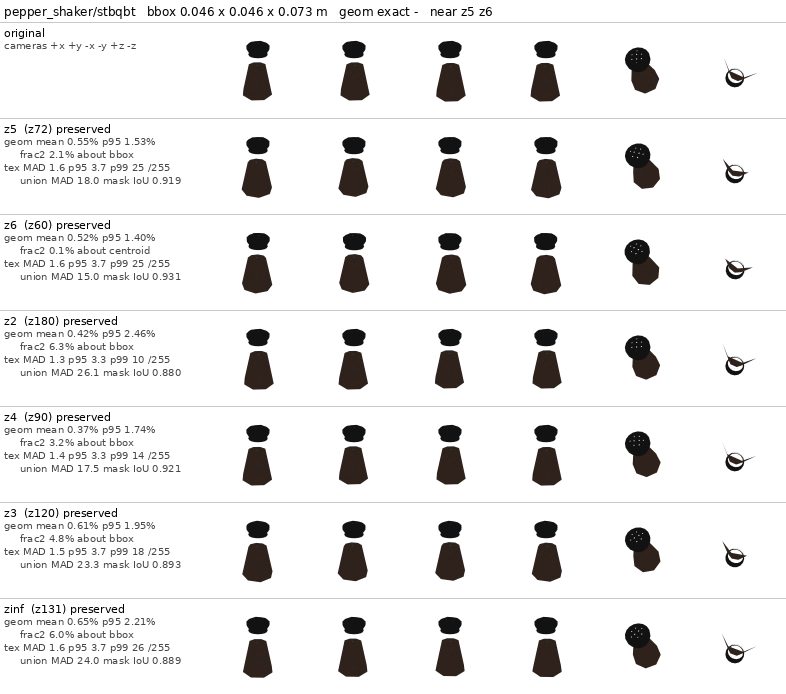 pepper_shaker/stbqbt bbox 0.046 x 0.046 x 0.073 m geom exact - near z5 z6
original
cameras +x +y -x -y +z -z
z5 (z72) preserved
geom mean 0.55% p95 1.53%
frac2 2.1% about bbox
tex MAD 1.6 p95 3.7 p99 25 /255
union MAD 18.0 mask IoU 0.919
z6 (z60) preserved
geom mean 0.52% p95 1.40%
frac2 0.1% about centroid
tex MAD 1.6 p95 3.7 p99 25 /255
union MAD 15.0 mask IoU 0.931
z2 (z180) preserved
geom mean 0.42% p95 2.46%
frac2 6.3% about bbox
tex MAD 1.3 p95 3.3 p99 10 /255
union MAD 26.1 mask IoU 0.880
z4 (z90) preserved
geom mean 0.37% p95 1.74%
frac2 3.2% about bbox
tex MAD 1.4 p95 3.3 p99 14 /255
union MAD 17.5 mask IoU 0.921
z3 (z120) preserved
geom mean 0.61% p95 1.95%
frac2 4.8% about bbox
tex MAD 1.5 p95 3.7 p99 18 /255
union MAD 23.3 mask IoU 0.893
zinf (z131) preserved
geom mean 0.65% p95 2.21%
frac2 6.0% about bbox
tex MAD 1.6 p95 3.7 p99 26 /255
union MAD 24.0 mask IoU 0.889